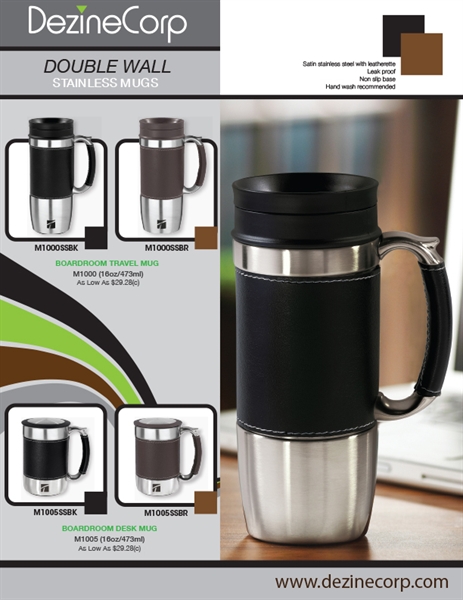 DezineCorp
DOUBLE WALL
STAINLESS MUGS
Satin stainless steel with leatherette
Leak proof
Non slip base
Hand wash recommended
M1000SSBK
M1000SSBR
BOARDROOM TRAVEL MUG
M1000 (16oz/473ml)
As Low As $29.28(c)
M1005SSBK
M1005SSBR
BOARDROOM DESK MUG
M1005 (16oz/473ml)
As Low As $29.28(c)
www.dezinecorp.com